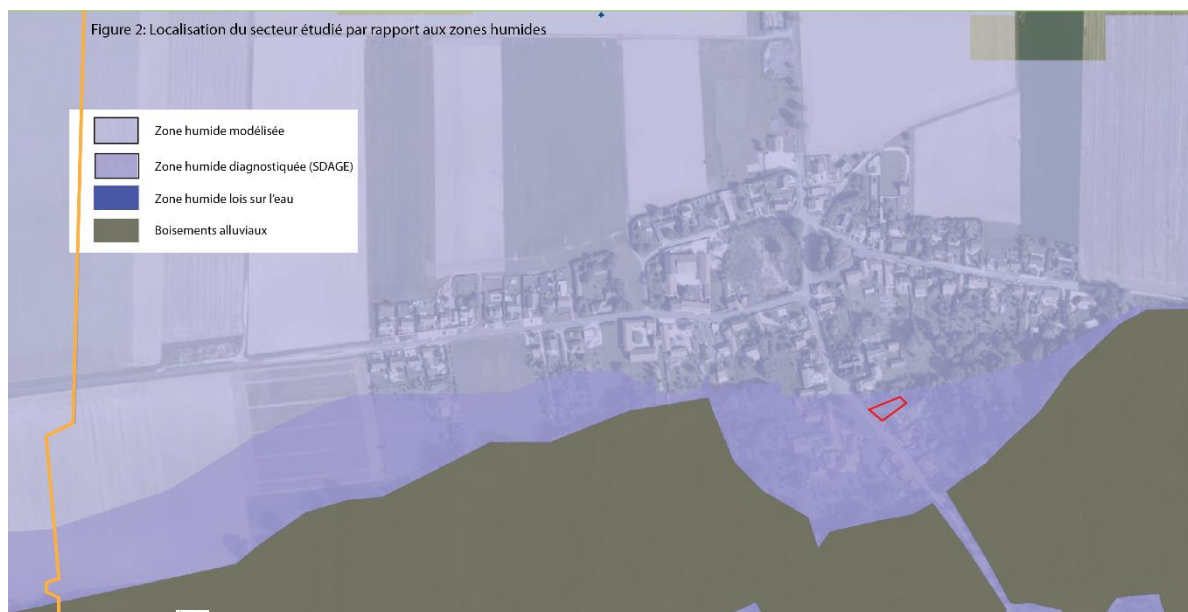 Figure 2: Localisation du secteur étudié par rapport aux zones humides
Zone humide modélisée
Zone humide diagnostiquée (SDAGE)
Zone humide lois sur l'eau
Boisements alluviaux